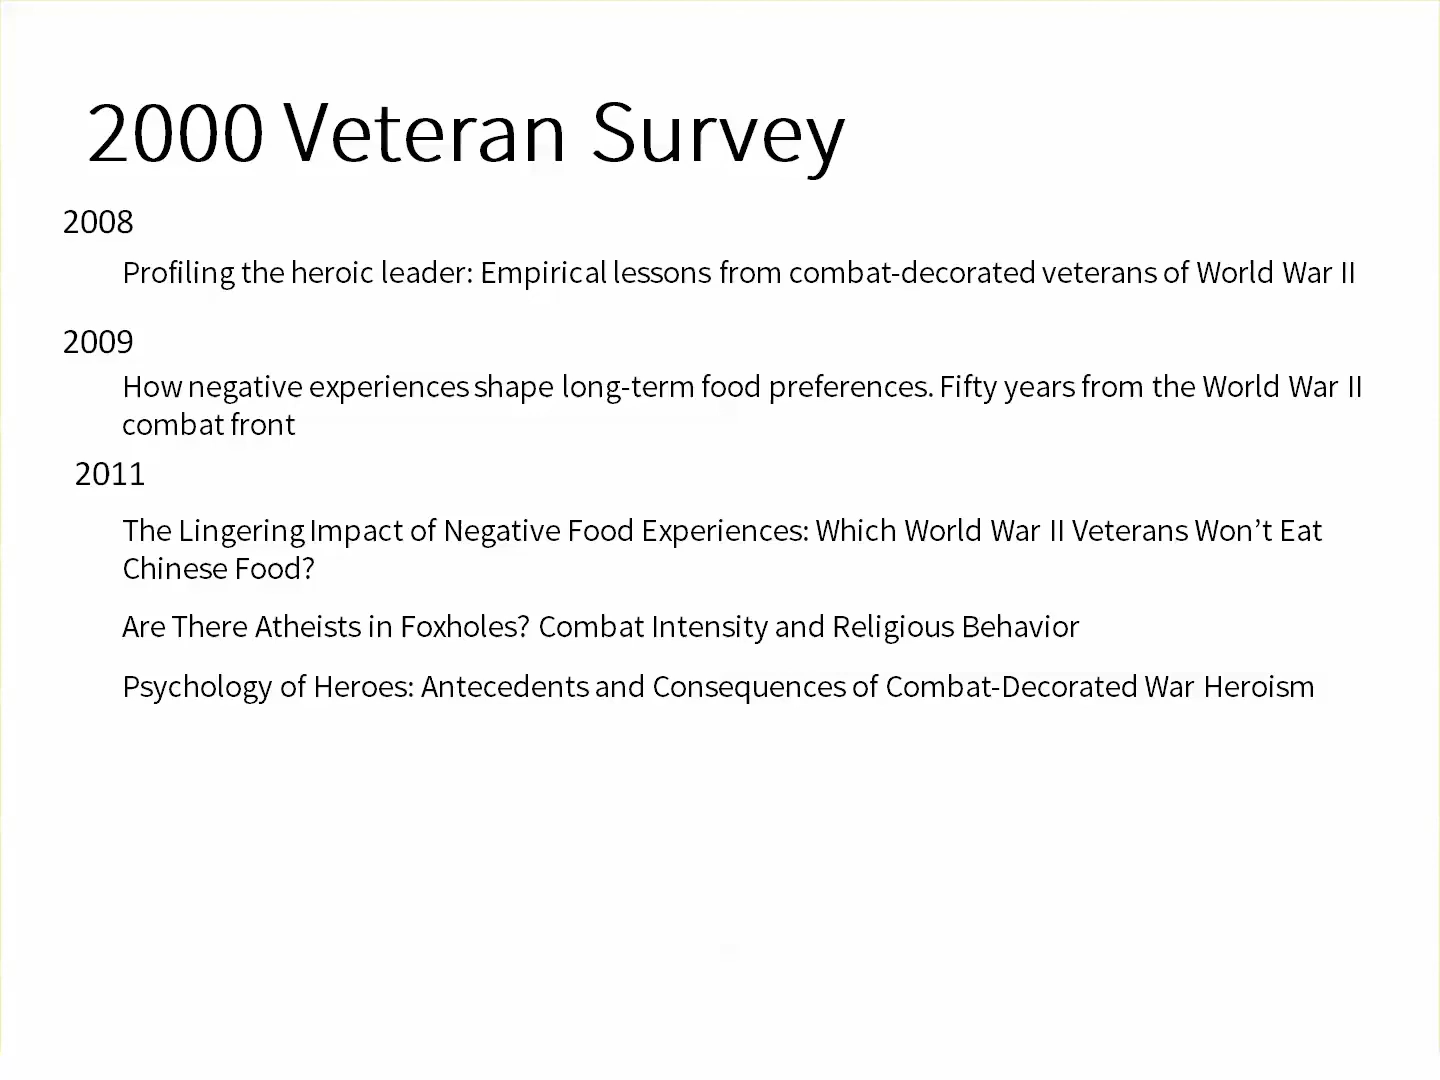 2000 Veteran Survey
2008
Profiling the heroic leader: Empirical lessons from combat-decorated veterans of World War II
2009
How negative experiences shape long-term food preferences. Fifty years from the World War II
combat front
2011
The Lingering Impact of Negative Food Experiences: Which World War II Veterans Won’t Eat
Chinese Food?
Are There Atheists in Foxholes? Combat Intensity and Religious Behavior
Psychology of Heroes: Antecedents and Consequences of Combat-Decorated War Heroism